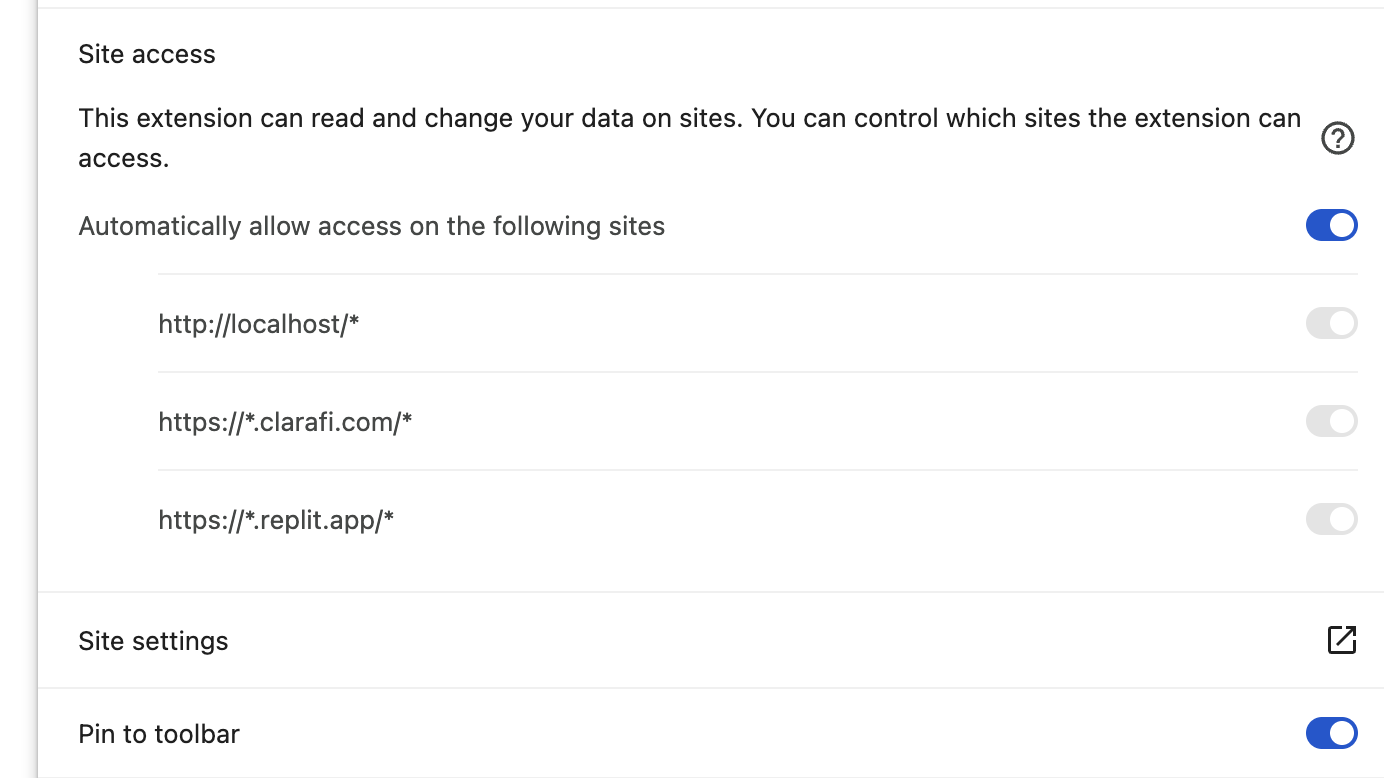 Site access
This extension can read and change your data on sites. You can control which sites the extension can
access.
Automatically allow access on the following sites
http://localhost/*
https://*.clarafi.com/*
https://*.replit.app/*
Site settings
Pin to toolbar